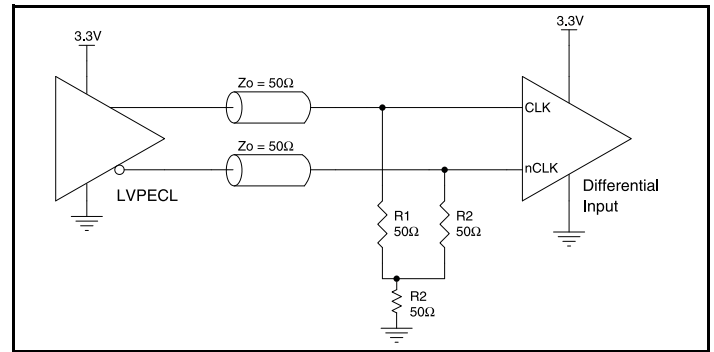 3.3V
3.3V
Zo = 50Ω
CLK
Zo = 50Ω
nCLK
LVPECL
Differential
Input
R1
50Ω
R2
50Ω
R2
50Ω